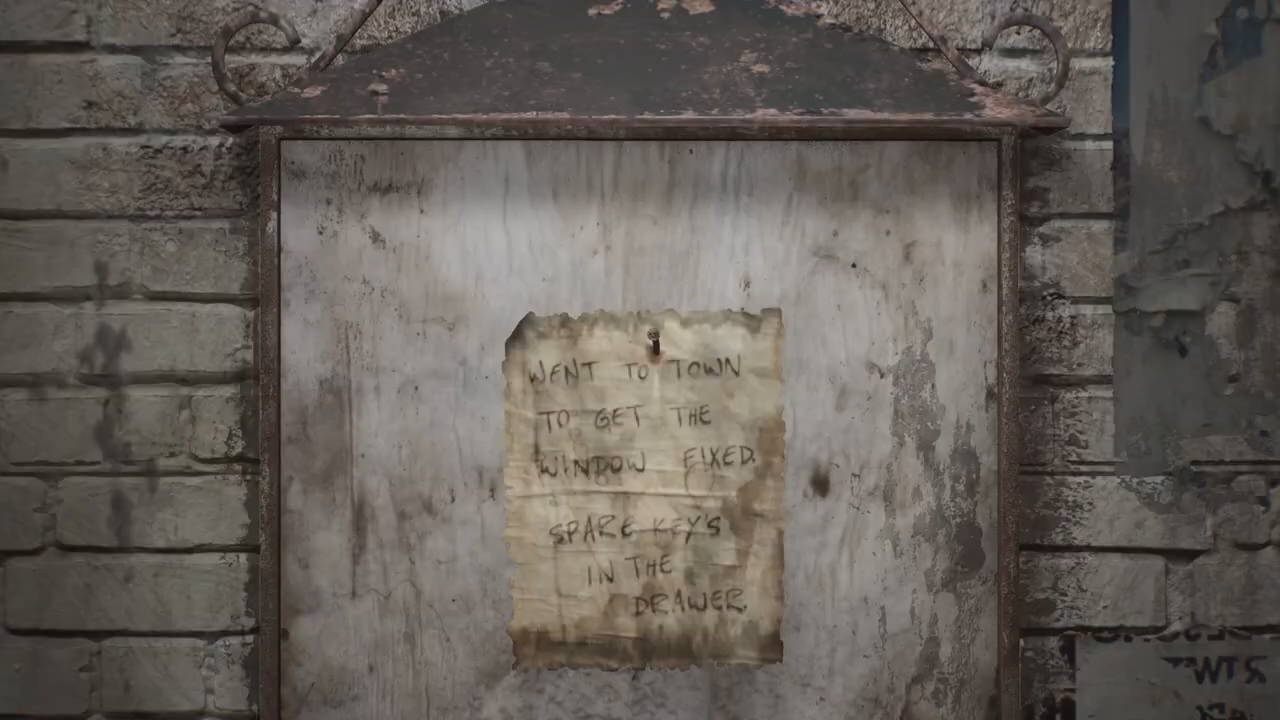 WENT TO TOWN
TO GET THE
WINDOW FIXED.
SPARE KEY'S
IN THE
DRAWER.